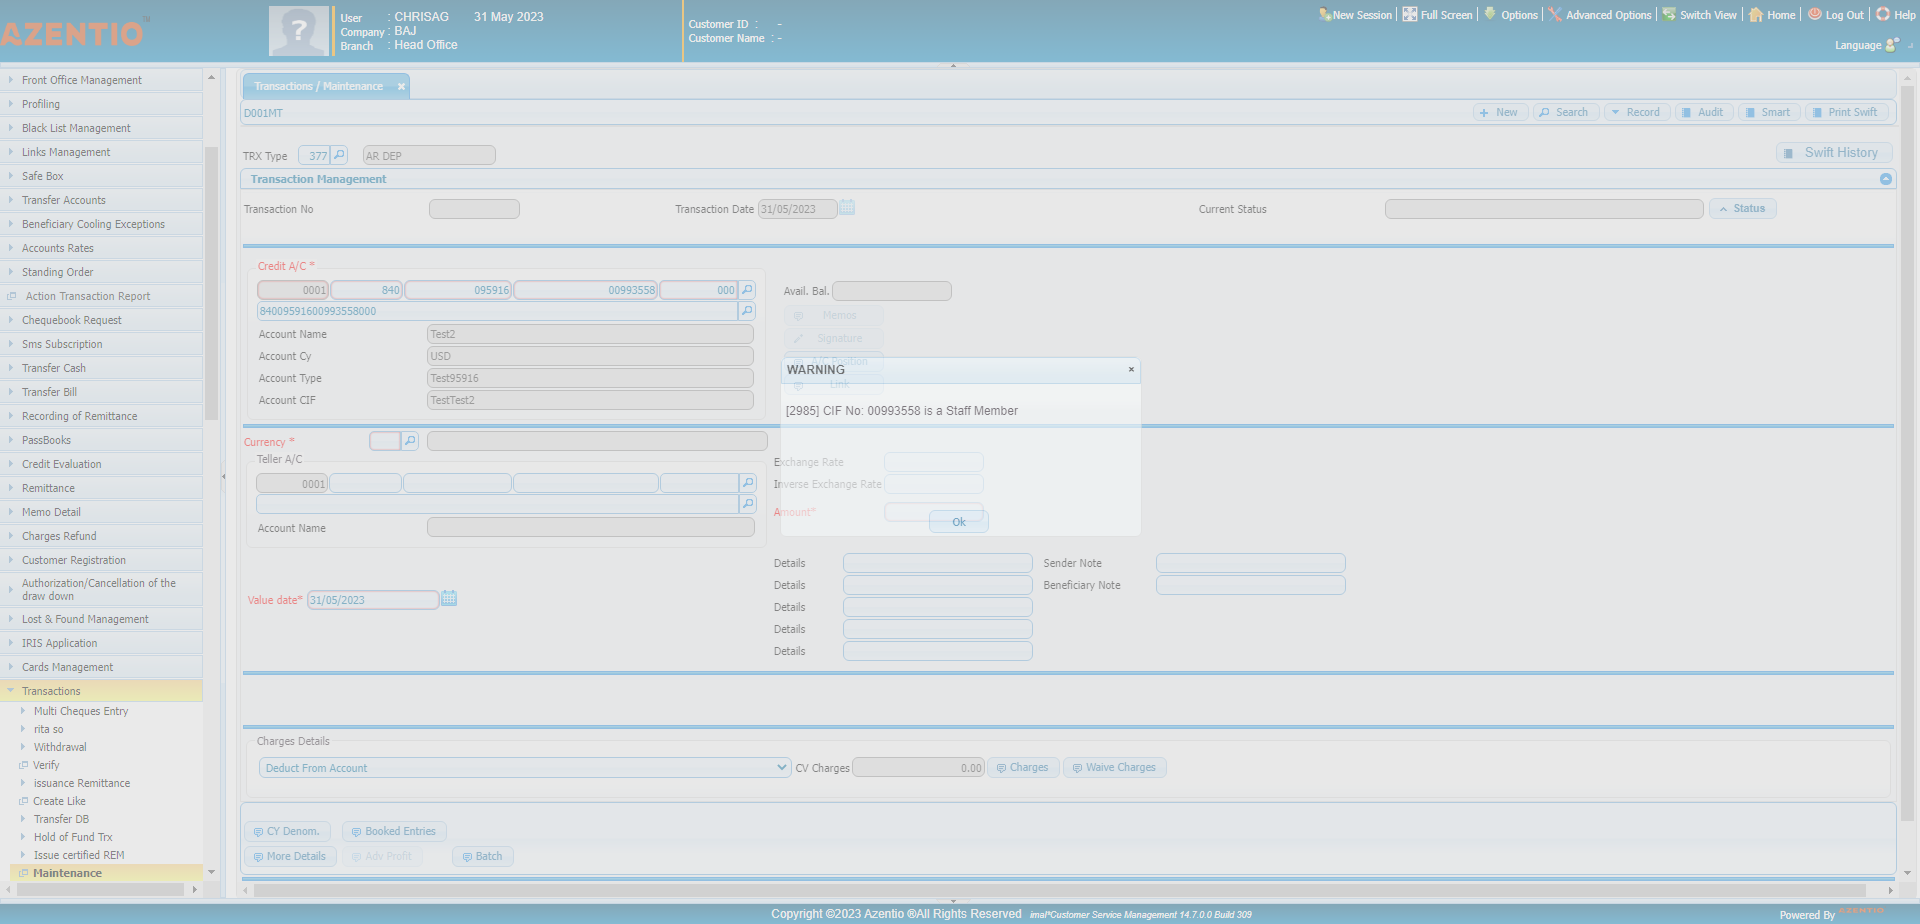 AZENTIO™
User : CHRISAG 31 May 2023
Company : BAJ
Branch : Head Office
Customer ID : -
Customer Name : -
New Session | Full Screen | Options | Advanced Options | Switch View | Home | Log Out | Help
Language
Front Office Management
Profiling
Black List Management
Links Management
Safe Box
Transfer Accounts
Beneficiary Cooling Exceptions
Accounts Rates
Standing Order
Action Transaction Report
Chequebook Request
Sms Subscription
Transfer Cash
Transfer Bill
Recording of Remittance
PassBooks
Credit Evaluation
Remittance
Memo Detail
Charges Refund
Customer Registration
Authorization/Cancellation of the
draw down
Lost & Found Management
IRIS Application
Cards Management
Transactions
Multi Cheques Entry
rita so
Withdrawal
Verify
issuance Remittance
Create Like
Transfer DB
Hold of Fund Trx
Issue certified REM
Maintenance
Transactions / Maintenance
D001MT
New Search Record Audit Smart Print Swift
TRX Type 377 AR DEP
Swift History
Transaction Management
Transaction No
Transaction Date 31/05/2023
Current Status
Status
Credit A/C *
0001 840 095916 00993558 000
84009591600993558000
Account Name Test2
Account Cy USD
Account Type Test95916
Account CIF TestTest2
Avail. Bal.
Memos
Signature
A/C Position
Link
WARNING
[2985] CIF No: 00993558 is a Staff Member
Ok
Currency *
Teller A/C
0001
Account Name
Exchange Rate
Inverse Exchange Rate
Amount*
Value date* 31/05/2023
Details
Details
Details
Details
Details
Sender Note
Beneficiary Note
Charges Details
Deduct From Account
CV Charges 0.00 Charges Waive Charges
CY Denom. Booked Entries
More Details Adv Profit Batch
Copyright ©2023 Azentio ®All Rights Reserved imal*Customer Service Management 14.7.0.0 Build 309
Powered By AZENTIO